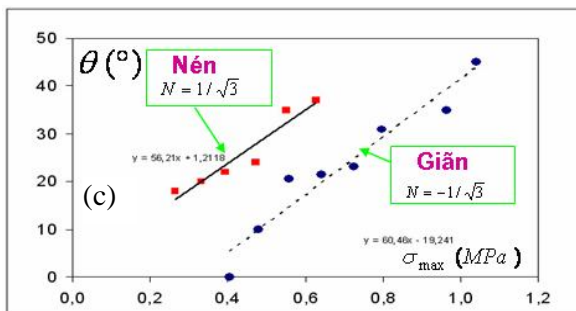 50
θ (°)
Nén
N = 1/√3
40
30
y = 56,21x + 1,2118
20
(c)
Giãn
N = −1/√3
10
y = 60,46x - 19,241
σmax (MPa)
0
0,0 0,2 0,4 0,6 0,8 1,0 1,2